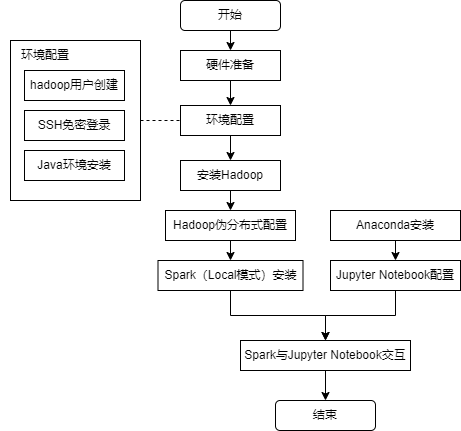 开始
硬件准备
环境配置
hadoop用户创建
SSH免密登录
Java环境安装
环境配置
安装Hadoop
Hadoop伪分布式配置
Anaconda安装
Spark（Local模式）安装
Jupyter Notebook配置
Spark与Jupyter Notebook交互
结束